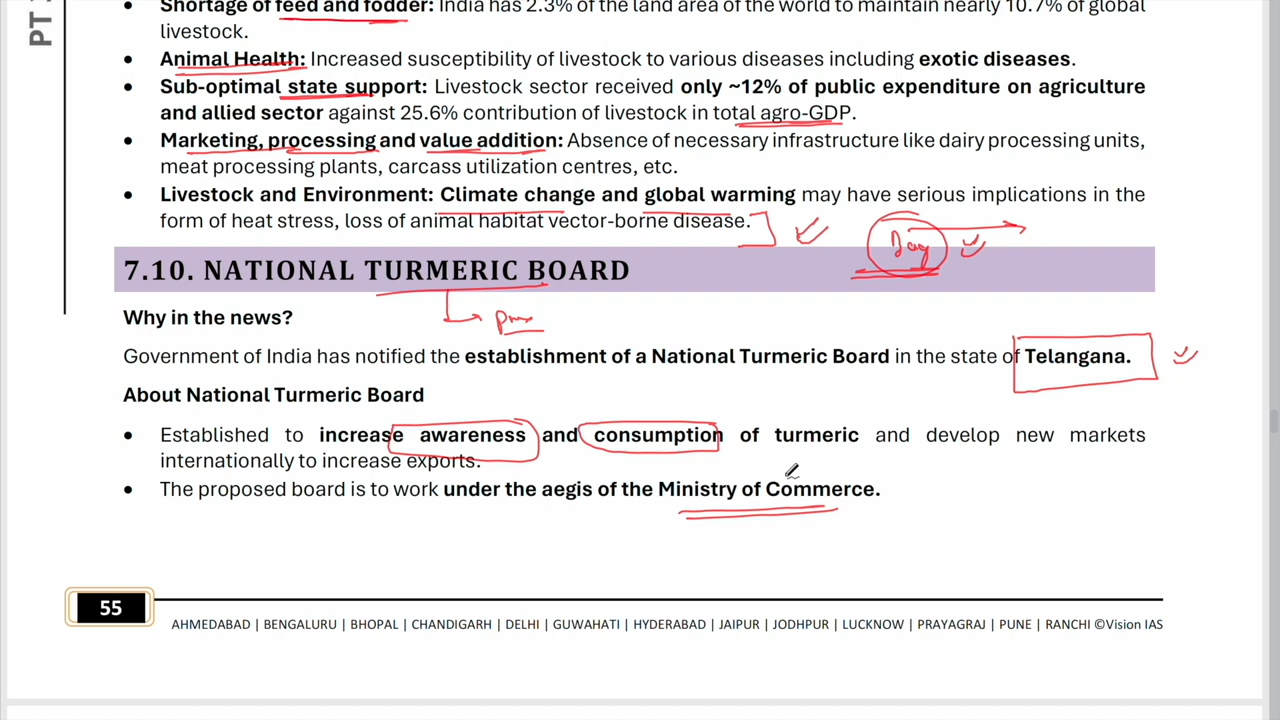 PT
Shortage of feed and fodder: India has 2.3% of the land area of the world to maintain nearly 10.7% of global
livestock.
Animal Health: Increased susceptibility of livestock to various diseases including exotic diseases.
Sub-optimal state support: Livestock sector received only ~12% of public expenditure on agriculture
and allied sector against 25.6% contribution of livestock in total agro-GDP.
Marketing, processing and value addition: Absence of necessary infrastructure like dairy processing units,
meat processing plants, carcass utilization centres, etc.
Livestock and Environment: Climate change and global warming may have serious implications in the
form of heat stress, loss of animal habitat vector-borne disease.
7.10. NATIONAL TURMERIC BOARD
Why in the news?
Government of India has notified the establishment of a National Turmeric Board in the state of Telangana.
About National Turmeric Board
Established to increase awareness and consumption of turmeric and develop new markets
internationally to increase exports.
The proposed board is to work under the aegis of the Ministry of Commerce.
55
AHMEDABAD | BENGALURU | BHOPAL | CHANDIGARH | DELHI | GUWAHATI | HYDERABAD | JAIPUR | JODHPUR | LUCKNOW | PRAYAGRAJ | PUNE | RANCHI ©Vision IAS